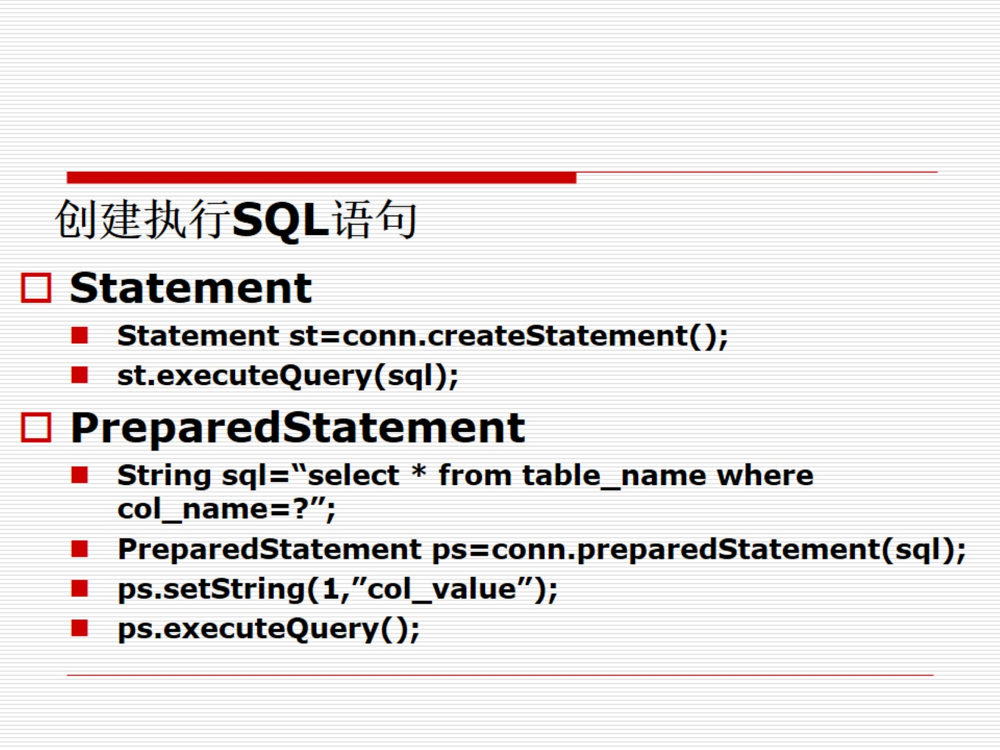 创建执行SQL语句
Statement
Statement st=conn.createStatement();
st.executeQuery(sql);
PreparedStatement
String sql=“select * from table_name where
col_name=?”;
PreparedStatement ps=conn.preparedStatement(sql);
ps.setString(1,”col_value”);
ps.executeQuery();